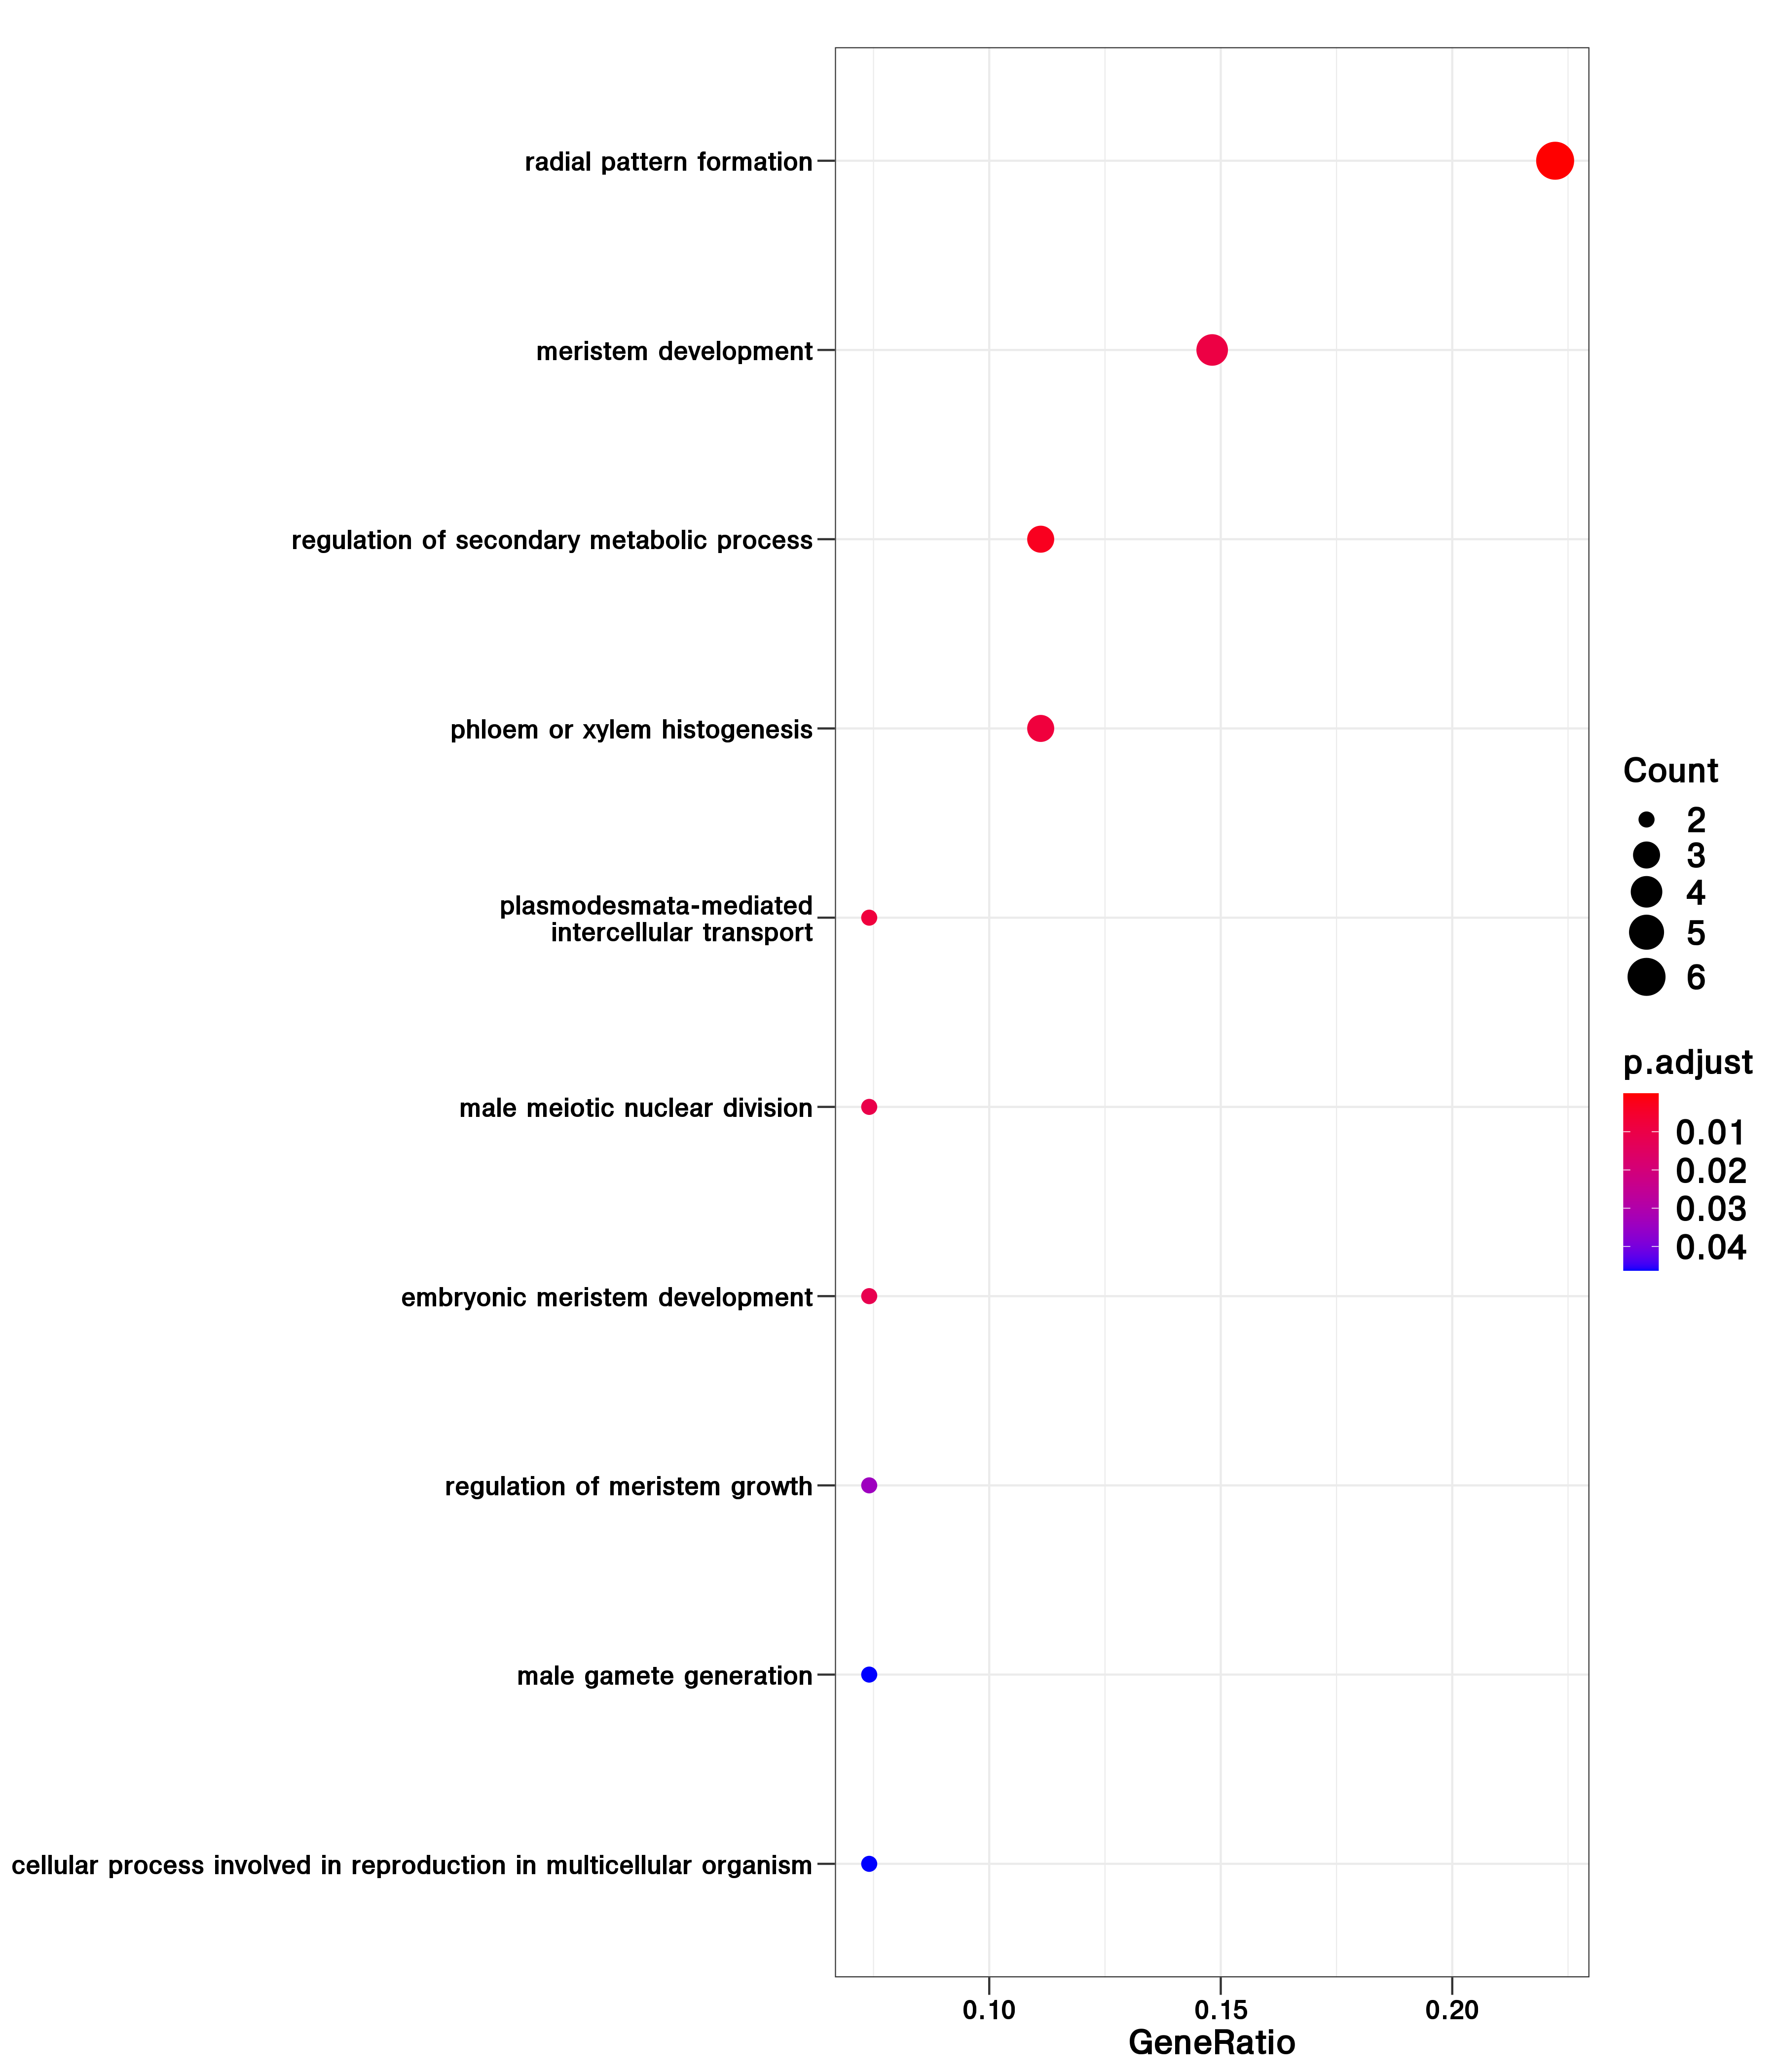 radial pattern formation
meristem development
regulation of secondary metabolic process
phloem or xylem histogenesis
plasmodesmata-mediated
intercellular transport
male meiotic nuclear division
embryonic meristem development
regulation of meristem growth
male gamete generation
cellular process involved in reproduction in multicellular organism
0.10
0.15
0.20
GeneRatio
Count
2
3
4
5
6
p.adjust
0.01
0.02
0.03
0.04